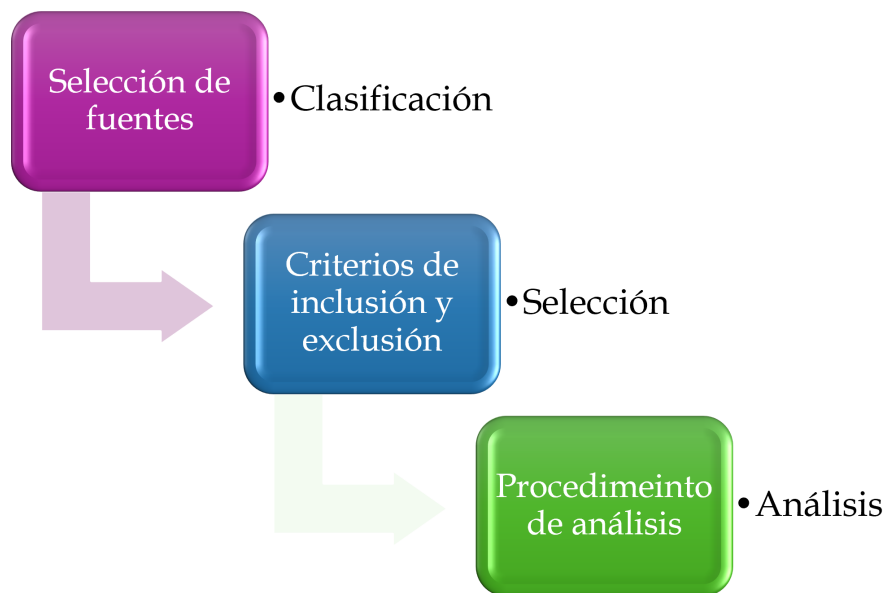 Selección de
fuentes
•Clasificación
Criterios de
inclusión y
exclusión
•Selección
Procedimeinto
de análisis
•Análisis